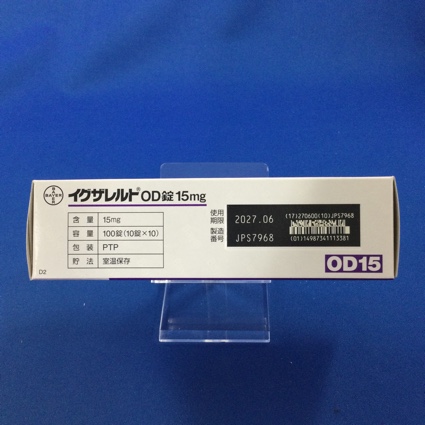 BAYER
イグザレルト® OD錠 15mg
含量 15mg
容量 100錠(10錠×10)
包装 PTP
貯法 室温保存
使用期限 2027.06
製造番号 JPS7968
(17)270600(10)JPS7968
(01)14987341113381
D2
OD15